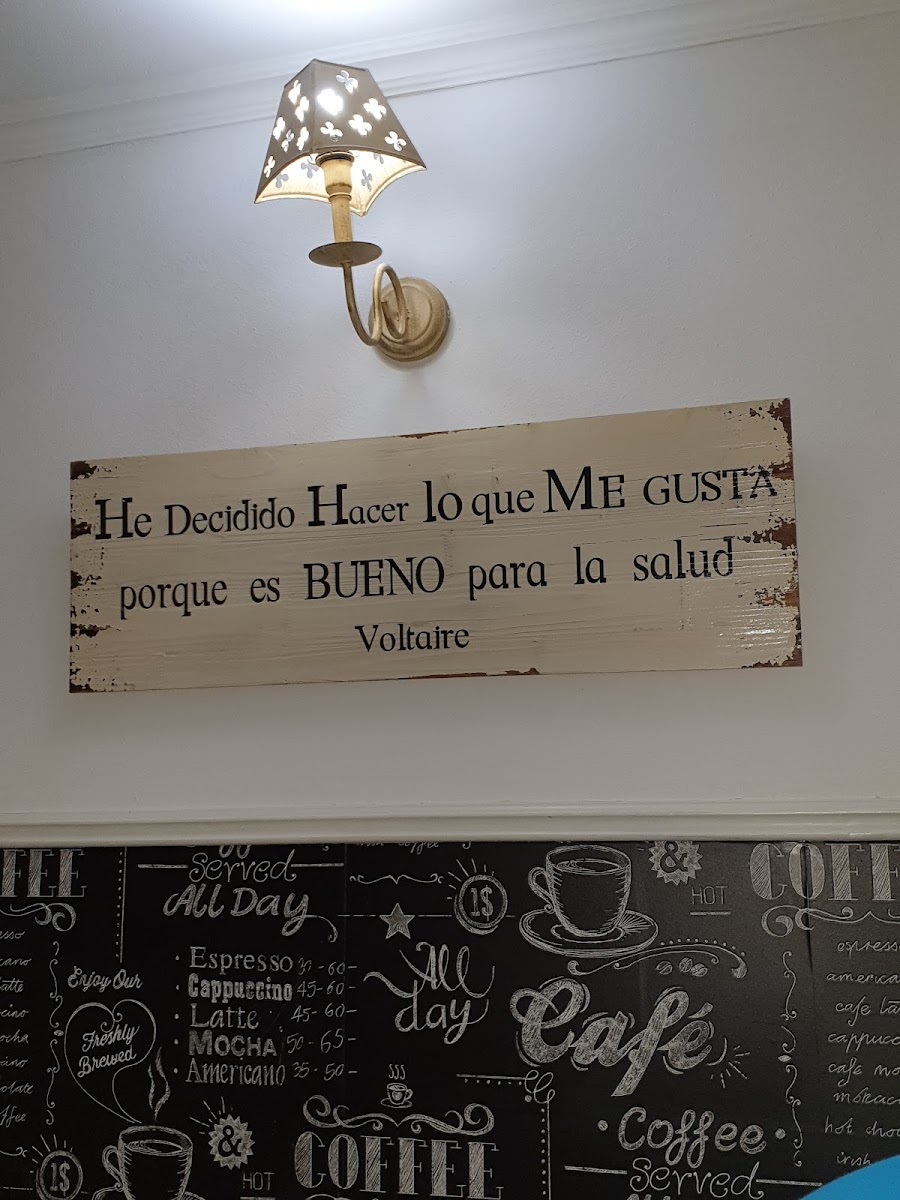 He Decidido Hacer lo que ME GUSTA
porque es BUENO para la salud
Voltaire
Served
All Day
Espresso 30-60-
Cappuccino 45-60-
Latte 45-60-
MOCHA 50-65-
Americano 35-50-
Enjoy Our
Freshly
Brewed
&
HOT
1$
1$
All
day
COFFEE
&
HOT
Café
Coffee
Served